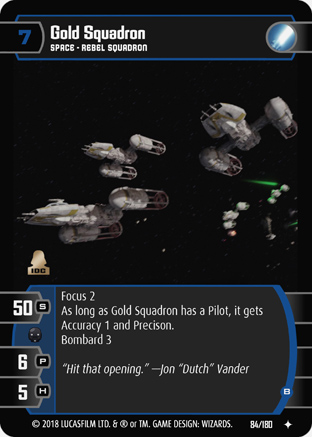 7
Gold Squadron
SPACE - REBEL SQUADRON
IDC
50 S
6 P
5 H
Focus 2
As long as Gold Squadron has a Pilot, it gets
Accuracy 1 and Precison.
Bombard 3
"Hit that opening." —Jon "Dutch" Vander
B
© 2018 LUCASFILM LTD. & ® or TM. GAME DESIGN: WIZARDS. 84/180